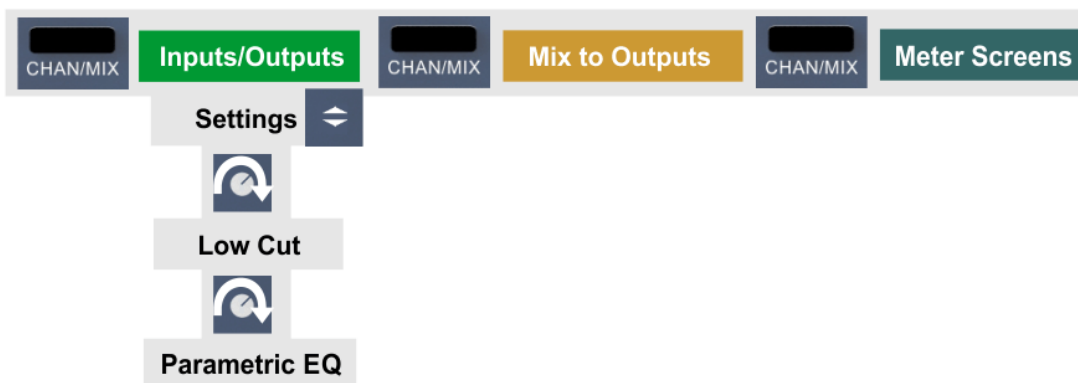 CHAN/MIX Inputs/Outputs CHAN/MIX Mix to Outputs CHAN/MIX Meter Screens
Settings
Low Cut
Parametric EQ